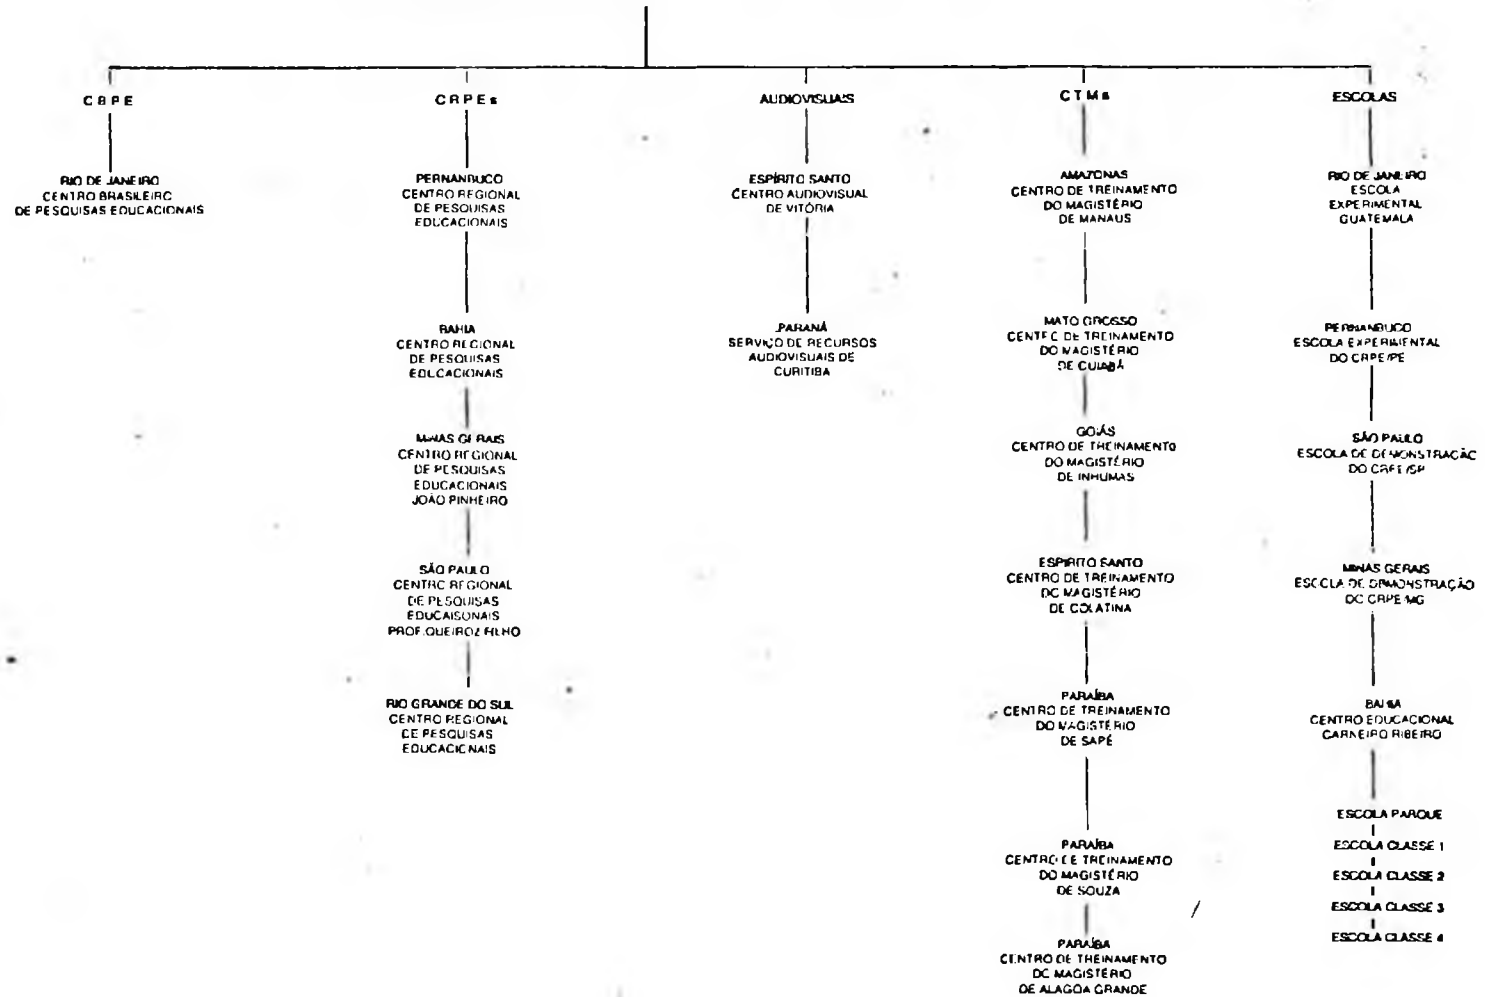 CBPE
RIO DE JANEIRO
CENTRO BRASILEIRO
DE PESQUISAS EDUCACIONAIS
CRPEs
PERNANBUCO
CENTRO REGIONAL
DE PESQUISAS
EDUCACIONAIS
BAHIA
CENTRO REGIONAL
DE PESQUISAS
EDUCACIONAIS
MINAS GERAIS
CENTRO REGIONAL
DE PESQUISAS
EDUCACIONAIS
JOÃO PINHEIRO
SÃO PAULO
CENTRO REGIONAL
DE PESQUISAS
EDUCAISONAIS
PROF. QUEIROZ FILHO
RIO GRANDE DO SUL
CENTRO REGIONAL
DE PESQUISAS
EDUCACIONAIS
AUDIOVISUAIS
ESPÍRITO SANTO
CENTRO AUDIOVISUAL
DE VITÓRIA
PARANÁ
SERVIÇO DE RECURSOS
AUDIOVISUAIS DE
CURITIBA
CTMs
AMAZONAS
CENTRO DE TREINAMENTO
DO MAGISTÉRIO
DE MANAUS
MATO GROSSO
CENTRO DE TREINAMENTO
DO MAGISTÉRIO
DE CUIABÁ
GOIÁS
CENTRO DE TREINAMENTO
DO MAGISTÉRIO
DE INHUMAS
ESPIRITO SANTO
CENTRO DE TREINAMENTO
DO MAGISTÉRIO
DE COLATINA
PARAÍBA
CENTRO DE TREINAMENTO
DO MAGISTÉRIO
DE SAPÉ
PARAÍBA
CENTRO DE TREINAMENTO
DO MAGISTÉRIO
DE SOUZA
PARAÍBA
CENTRO DE TREINAMENTO
DO MAGISTÉRIO
DE ALAGOA GRANDE
ESCOLAS
RIO DE JANEIRO
ESCOLA
EXPERIMENTAL
GUATEMALA
PERNANBUCO
ESCOLA EXPERIMENTAL
DO CRPE/PE
SÃO PAULO
ESCOLA DE DEMONSTRAÇÃO
DO CRPE/SP
MINAS GERAIS
ESCOLA DE DEMONSTRAÇÃO
DO CRPE/MG
BAHIA
CENTRO EDUCACIONAL
CARNEIRO RIBEIRO
ESCOLA PARQUE
ESCOLA CLASSE 1
ESCOLA CLASSE 2
ESCOLA CLASSE 3
ESCOLA CLASSE 4